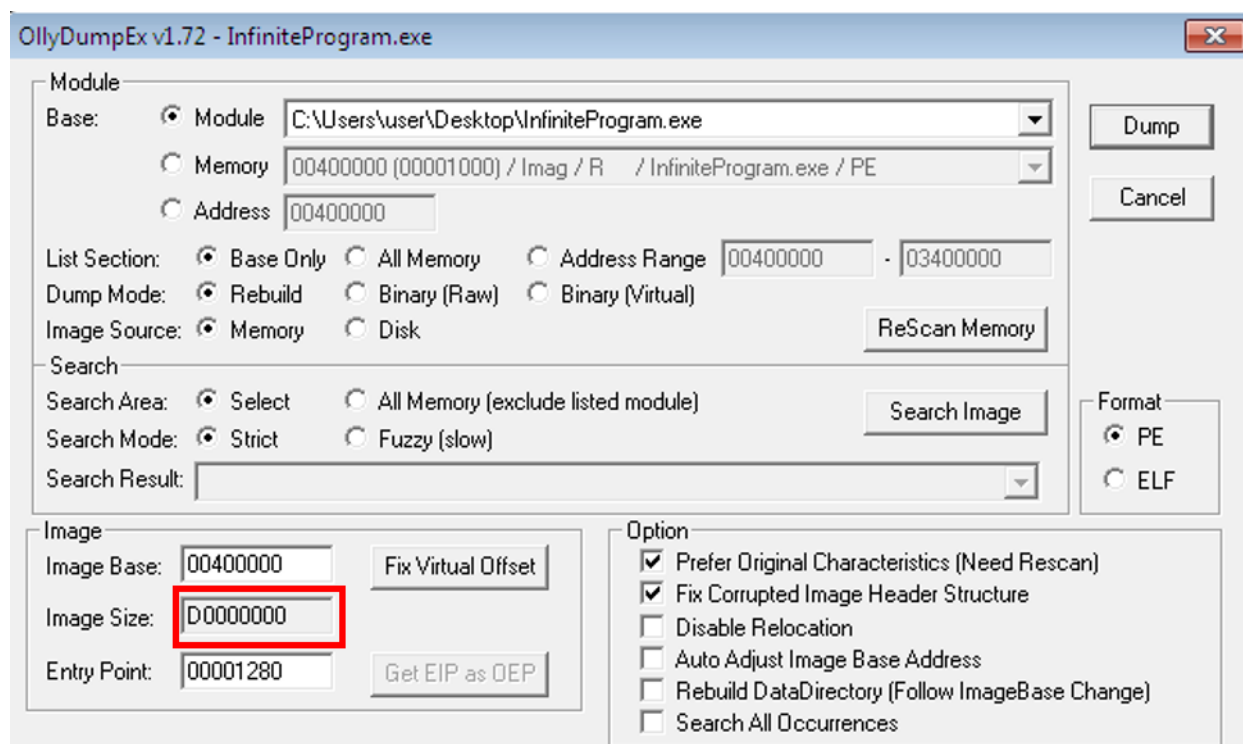 OllyDumpEx v1.72 - InfiniteProgram.exe
Module
Base: Module C:\Users\user\Desktop\InfiniteProgram.exe
Dump
Memory 00400000 (00001000) / Imag / R / InfiniteProgram.exe / PE
Cancel
Address 00400000
List Section: Base Only All Memory Address Range 00400000 - 03400000
Dump Mode: Rebuild Binary (Raw) Binary (Virtual)
Image Source: Memory Disk
ReScan Memory
Search
Search Area: Select All Memory (exclude listed module)
Search Image
Search Mode: Strict Fuzzy (slow)
Search Result:
Format
PE
ELF
Image
Image Base: 00400000 Fix Virtual Offset
Image Size: D0000000
Entry Point: 00001280 Get EIP as OEP
Option
Prefer Original Characteristics (Need Rescan)
Fix Corrupted Image Header Structure
Disable Relocation
Auto Adjust Image Base Address
Rebuild DataDirectory (Follow ImageBase Change)
Search All Occurrences